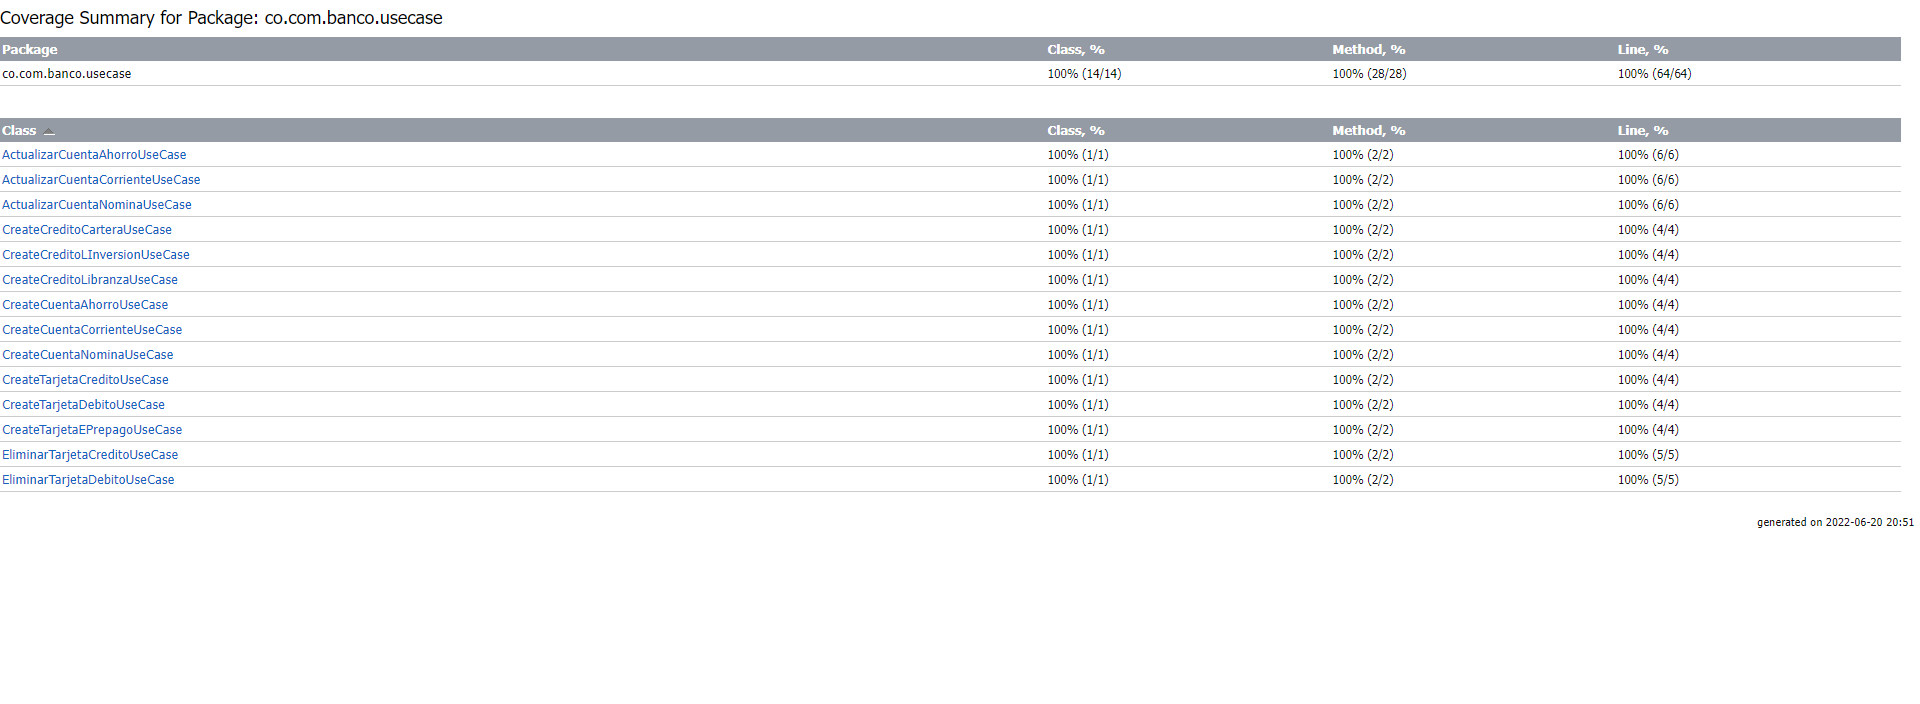 Coverage Summary for Package: co.com.banco.usecase
Package Class, % Method, % Line, %
co.com.banco.usecase 100% (14/14) 100% (28/28) 100% (64/64)
Class Class, % Method, % Line, %
ActualizarCuentaAhorroUseCase 100% (1/1) 100% (2/2) 100% (6/6)
ActualizarCuentaCorrienteUseCase 100% (1/1) 100% (2/2) 100% (6/6)
ActualizarCuentaNominaUseCase 100% (1/1) 100% (2/2) 100% (6/6)
CreateCreditoCarteraUseCase 100% (1/1) 100% (2/2) 100% (4/4)
CreateCreditoLInversionUseCase 100% (1/1) 100% (2/2) 100% (4/4)
CreateCreditoLibranzaUseCase 100% (1/1) 100% (2/2) 100% (4/4)
CreateCuentaAhorroUseCase 100% (1/1) 100% (2/2) 100% (4/4)
CreateCuentaCorrienteUseCase 100% (1/1) 100% (2/2) 100% (4/4)
CreateCuentaNominaUseCase 100% (1/1) 100% (2/2) 100% (4/4)
CreateTarjetaCreditoUseCase 100% (1/1) 100% (2/2) 100% (4/4)
CreateTarjetaDebitoUseCase 100% (1/1) 100% (2/2) 100% (4/4)
CreateTarjetaEPrepagoUseCase 100% (1/1) 100% (2/2) 100% (4/4)
EliminarTarjetaCreditoUseCase 100% (1/1) 100% (2/2) 100% (5/5)
EliminarTarjetaDebitoUseCase 100% (1/1) 100% (2/2) 100% (5/5)
generated on 2022-06-20 20:51